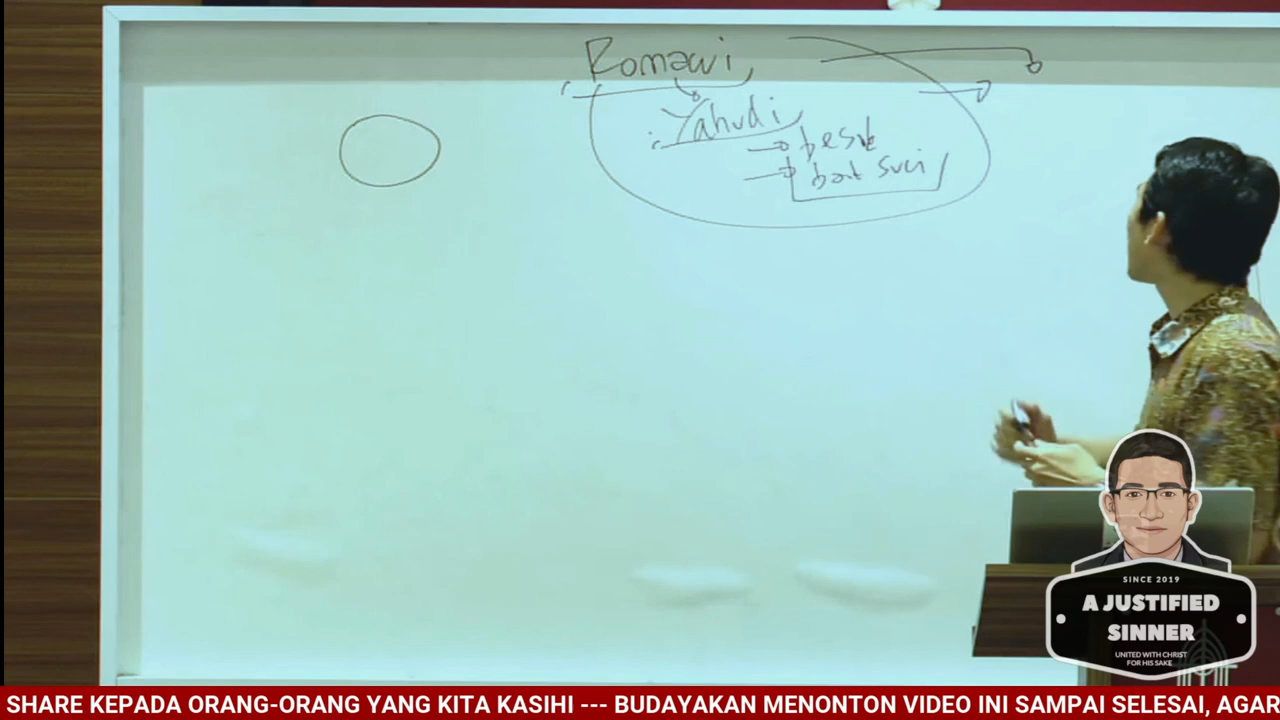 Romawi
Yahudi
besar
bait suci
SINCE 2019
A JUSTIFIED
SINNER
UNITED WITH CHRIST
FOR HIS SAKE
SHARE KEPADA ORANG-ORANG YANG KITA KASIHI --- BUDAYAKAN MENONTON VIDEO INI SAMPAI SELESAI, AGAR